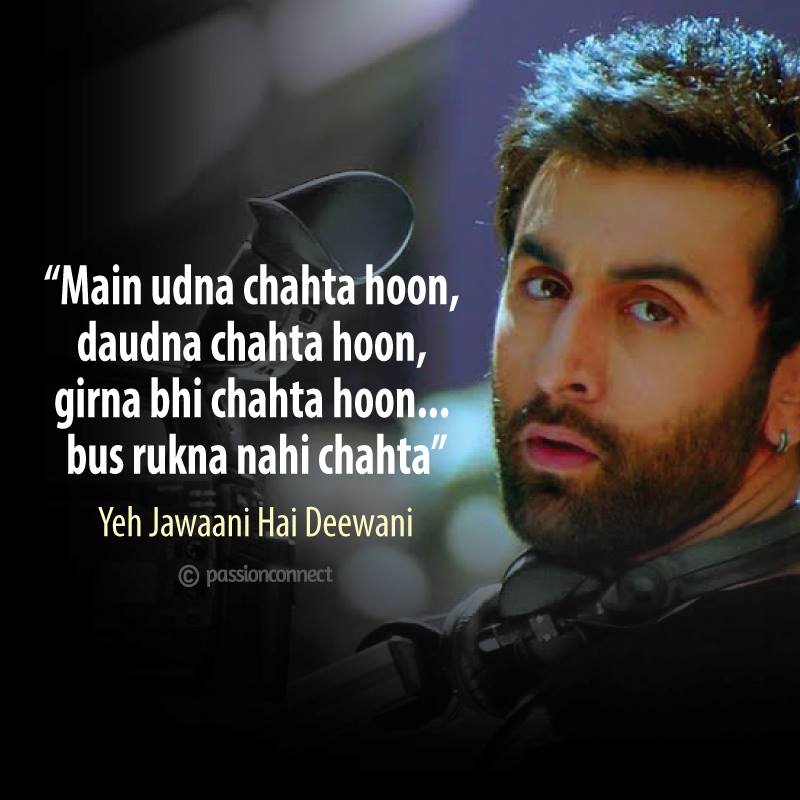 “Main udna chahta hoon,
daudna chahta hoon,
girna bhi chahta hoon...
bus rukna nahi chahta”
Yeh Jawaani Hai Deewani
© passionconnect